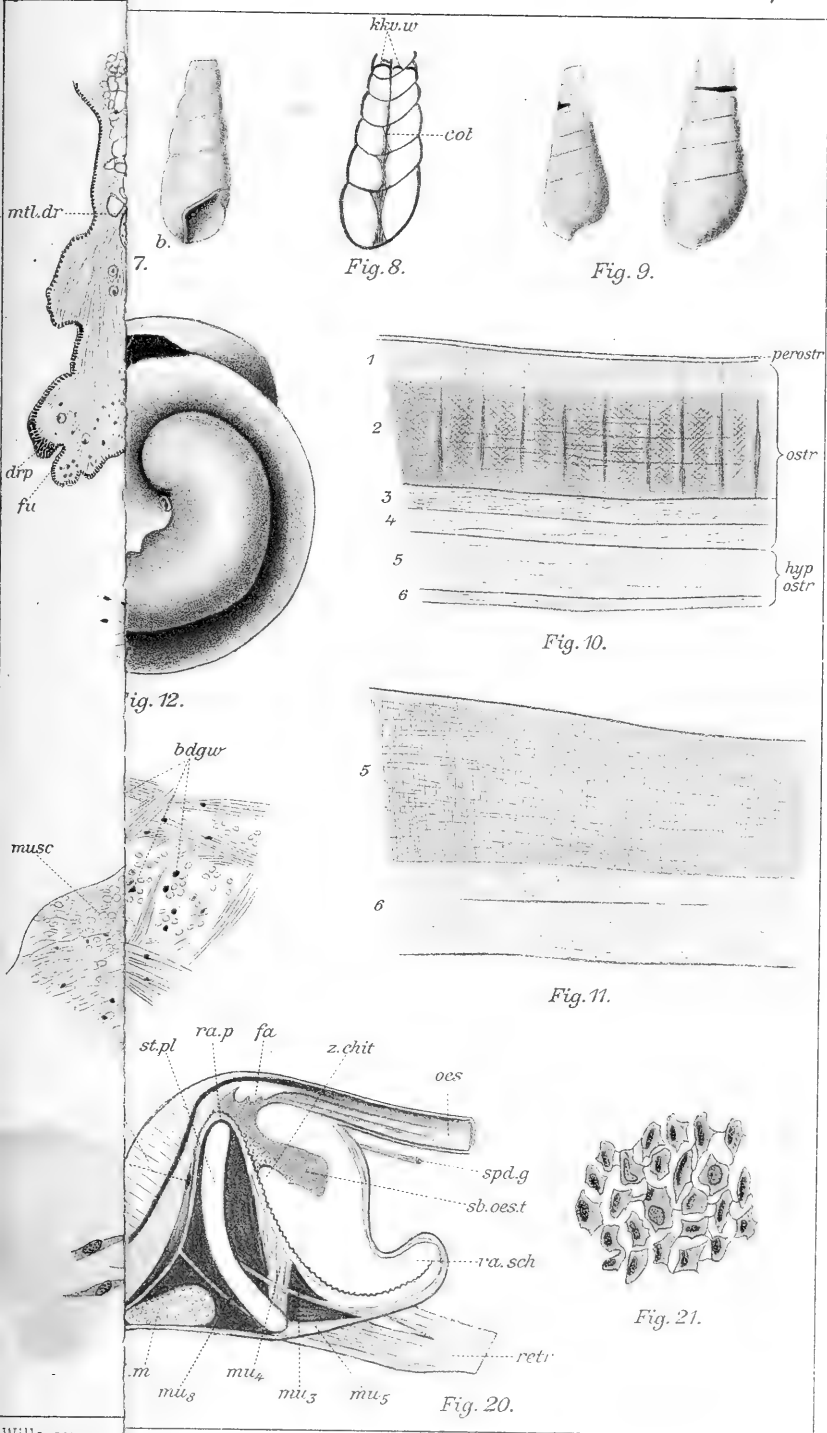 kkv.w
col
mtl.dr
b.
7.
Fig. 8.
Fig. 9.
1
perostr
2
ostr
drp
fu
3
4
5
hyp
ostr
6
Fig. 10.
ig. 12.
bdgw
5
musc
6
Fig. 11.
st.pl
ra.p
fa
z.chit
oes
spd.g
sb.oes.t
ra.sch
Fig. 21.
retr
.m
mu8
mu4
mu3
mu5
Fig. 20.